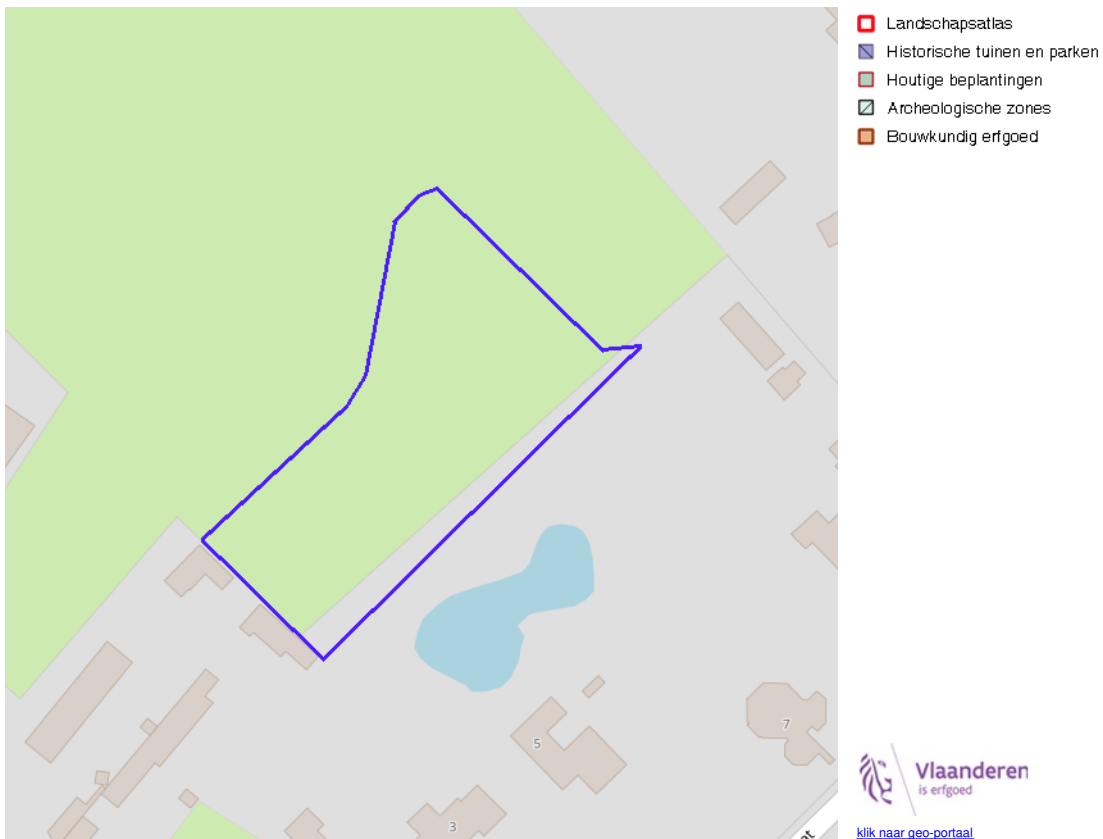 Landschapsatlas
Historische tuinen en parken
Houtige beplantingen
Archeologische zones
Bouwkundig erfgoed
7
5
3
at
Vlaanderen
is erfgoed
klik naar geo-portaal